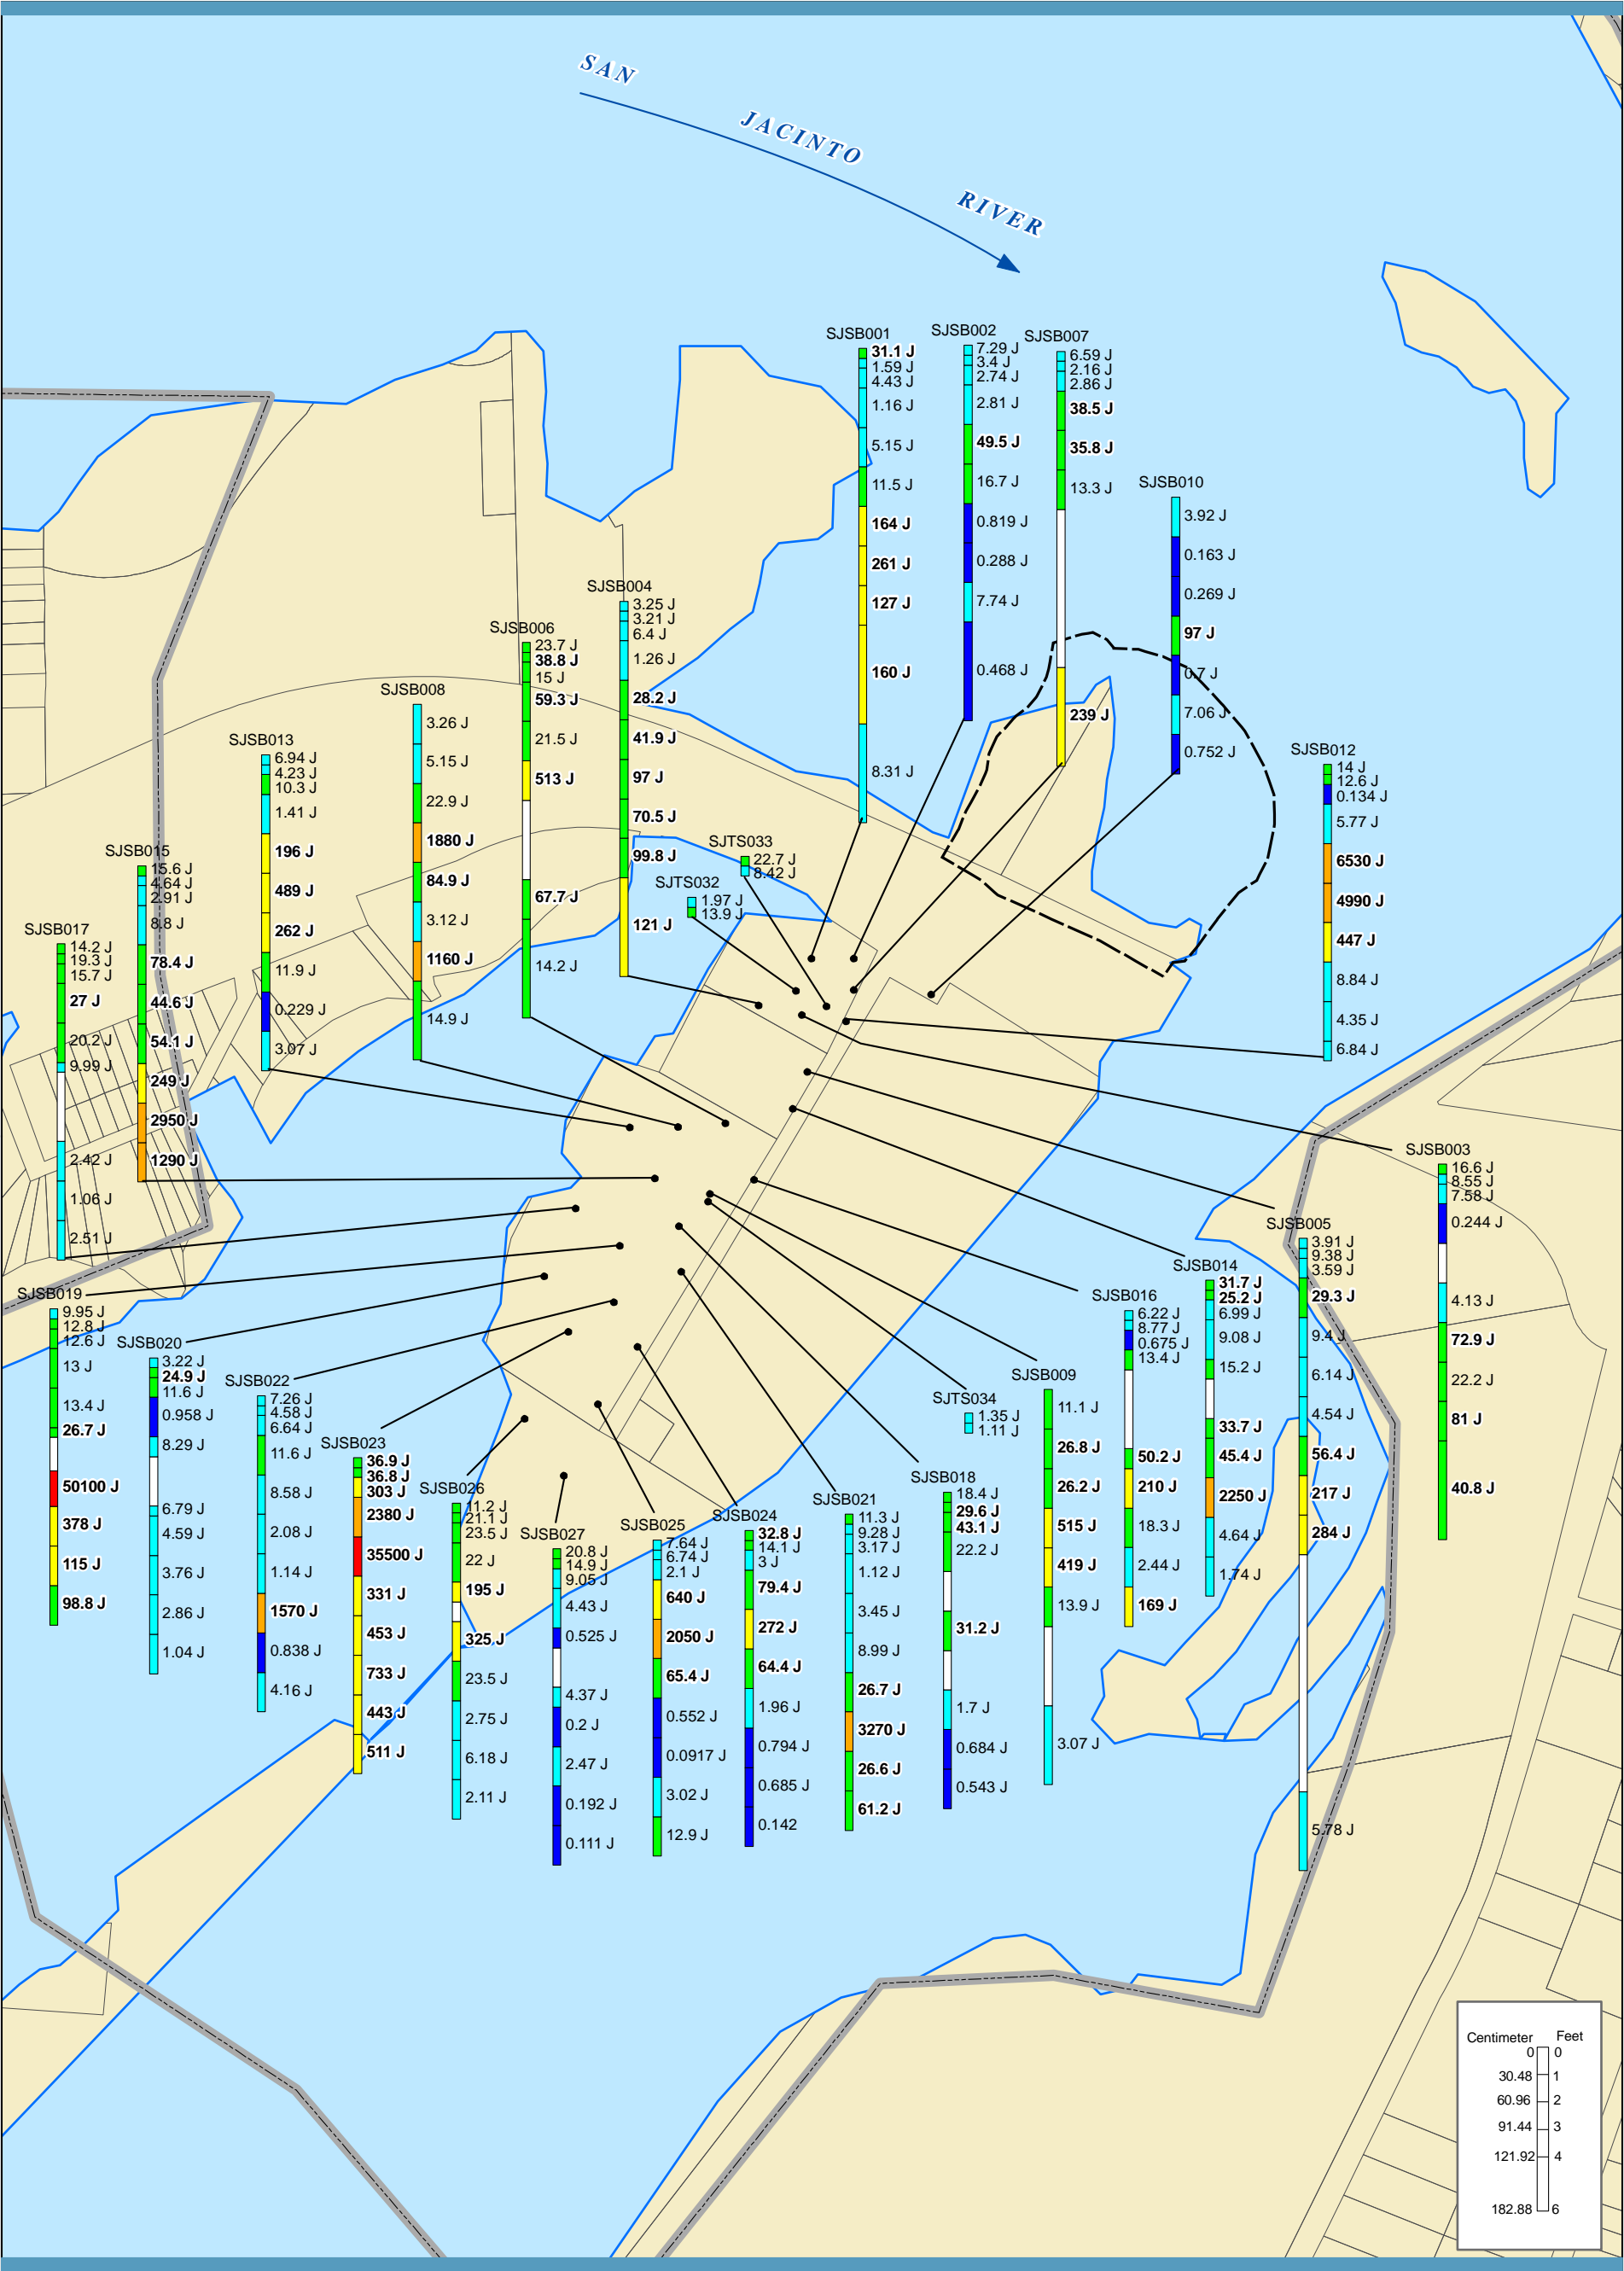 SAN
JACINTO
RIVER
SJSB001
31.1 J
1.59 J
4.43 J
1.16 J
5.15 J
11.5 J
164 J
261 J
127 J
160 J
8.31 J
SJSB002
7.29 J
3.4 J
2.74 J
2.81 J
49.5 J
16.7 J
0.819 J
0.288 J
7.74 J
0.468 J
SJSB007
6.59 J
2.16 J
2.86 J
38.5 J
35.8 J
13.3 J
239 J
SJSB010
3.92 J
0.163 J
0.269 J
97 J
0.7 J
7.06 J
0.752 J
SJSB004
3.25 J
3.21 J
6.4 J
1.26 J
28.2 J
41.9 J
97 J
70.5 J
99.8 J
121 J
SJSB006
23.7 J
38.8 J
15 J
59.3 J
21.5 J
513 J
67.7 J
14.2 J
SJSB008
3.26 J
5.15 J
22.9 J
1880 J
84.9 J
3.12 J
1160 J
14.9 J
SJSB013
6.94 J
4.23 J
10.3 J
1.41 J
196 J
489 J
262 J
11.9 J
0.229 J
3.07 J
SJSB012
14 J
12.6 J
0.134 J
5.77 J
6530 J
4990 J
447 J
8.84 J
4.35 J
6.84 J
SJSB015
15.6 J
4.64 J
2.91 J
8.8 J
78.4 J
44.6 J
54.1 J
249 J
2950 J
1290 J
SJTS033
22.7 J
8.42 J
SJTS032
1.97 J
13.9 J
SJSB017
14.2 J
19.3 J
15.7 J
27 J
20.2 J
9.99 J
2.42 J
1.06 J
2.51 J
SJSB003
16.6 J
8.55 J
7.58 J
0.244 J
4.13 J
72.9 J
22.2 J
81 J
40.8 J
SJSB005
3.91 J
9.38 J
3.59 J
29.3 J
9.4 J
6.14 J
4.54 J
56.4 J
217 J
284 J
5.78 J
SJSB014
31.7 J
25.2 J
6.99 J
9.08 J
15.2 J
33.7 J
45.4 J
2250 J
4.64 J
1.74 J
SJSB016
6.22 J
8.77 J
0.675 J
13.4 J
50.2 J
210 J
18.3 J
2.44 J
169 J
SJSB019
9.95 J
12.8 J
12.6 J
13 J
13.4 J
26.7 J
50100 J
378 J
115 J
98.8 J
SJSB020
3.22 J
24.9 J
11.6 J
0.958 J
8.29 J
6.79 J
4.59 J
3.76 J
2.86 J
1.04 J
SJSB022
7.26 J
4.58 J
6.64 J
11.6 J
8.58 J
2.08 J
1.14 J
1570 J
0.838 J
4.16 J
SJSB023
36.9 J
36.8 J
303 J
2380 J
35500 J
331 J
453 J
733 J
443 J
511 J
SJSB026
11.2 J
21.1 J
23.5 J
22 J
195 J
325 J
23.5 J
2.75 J
6.18 J
2.11 J
SJSB027
20.8 J
14.9 J
9.05 J
4.43 J
0.525 J
4.37 J
0.2 J
2.47 J
0.192 J
0.111 J
SJSB025
7.64 J
6.74 J
2.1 J
640 J
2050 J
65.4 J
0.552 J
0.0917 J
3.02 J
12.9 J
SJSB024
32.8 J
14.1 J
3 J
79.4 J
272 J
64.4 J
1.96 J
0.794 J
0.685 J
0.142
SJSB021
11.3 J
9.28 J
3.17 J
1.12 J
3.45 J
8.99 J
26.7 J
3270 J
26.6 J
61.2 J
SJSB018
18.4 J
29.6 J
43.1 J
22.2 J
31.2 J
1.7 J
0.684 J
0.543 J
SJTS034
1.35 J
1.11 J
SJSB009
11.1 J
26.8 J
26.2 J
515 J
419 J
13.9 J
3.07 J
Centimeter Feet
0 0
30.48 1
60.96 2
91.44 3
121.92 4
182.88 6